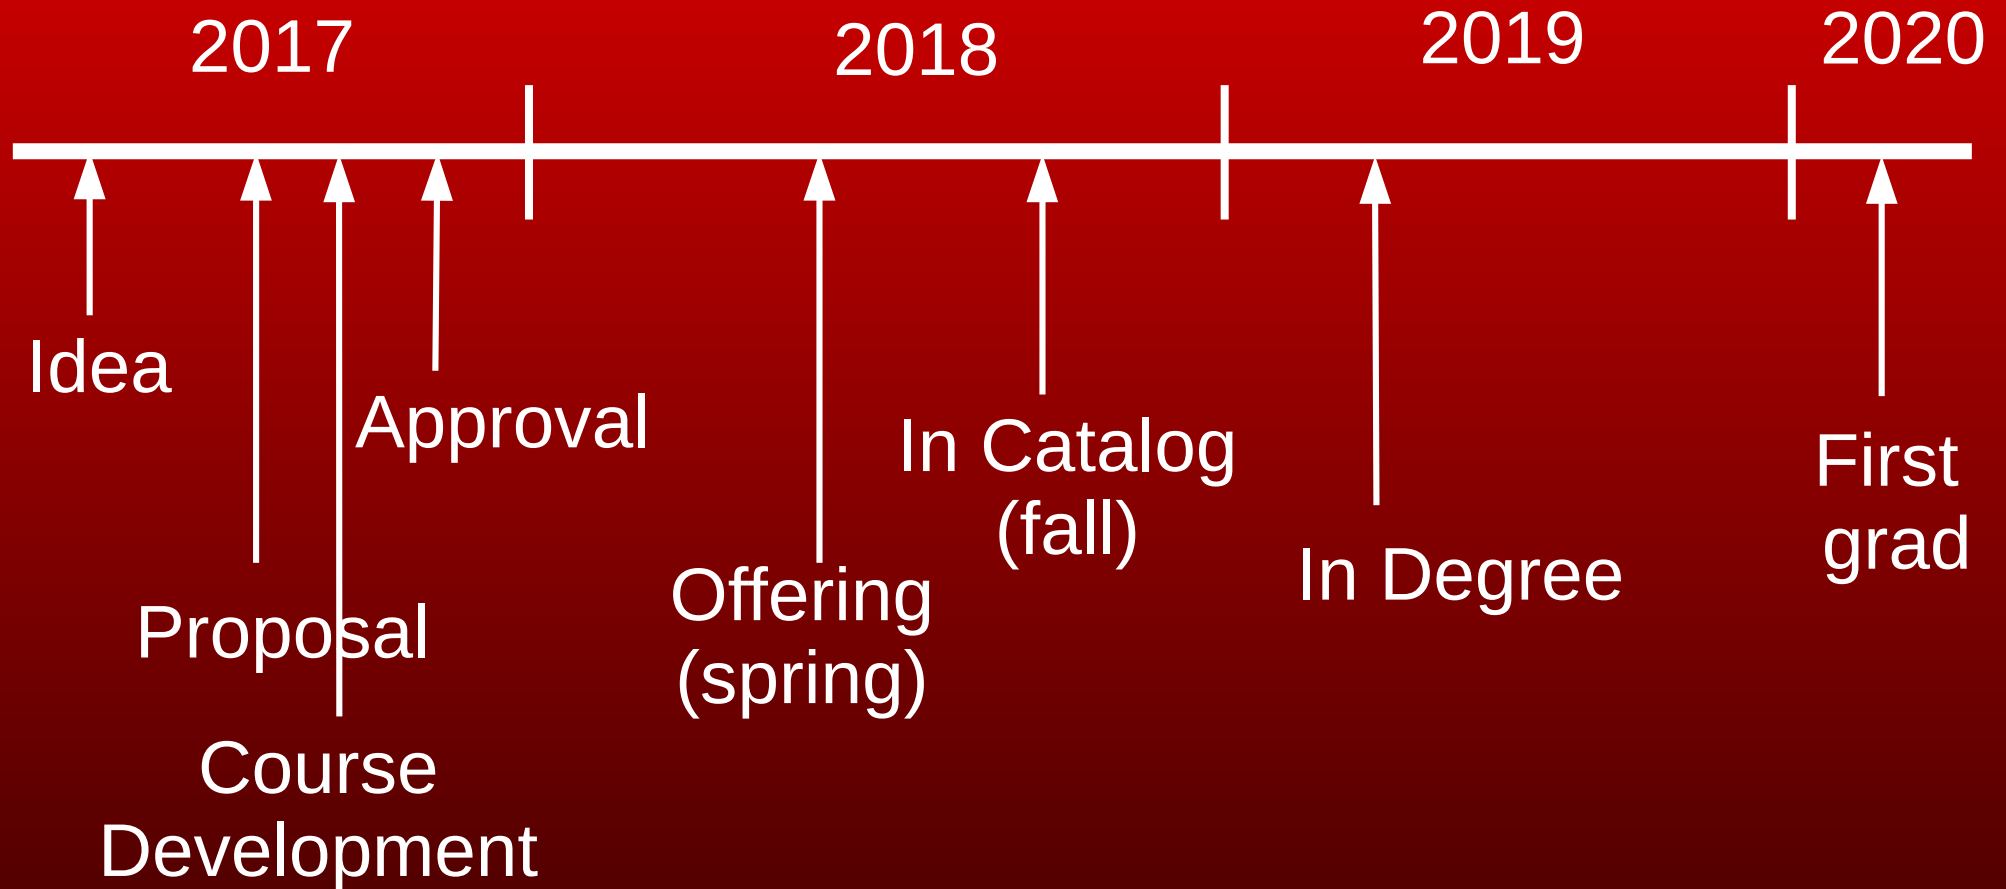 2017
2018
2019
2020
Idea
Approval
In Catalog
(fall)
First
grad
In Degree
Offering
(spring)
Proposal
Course
Development